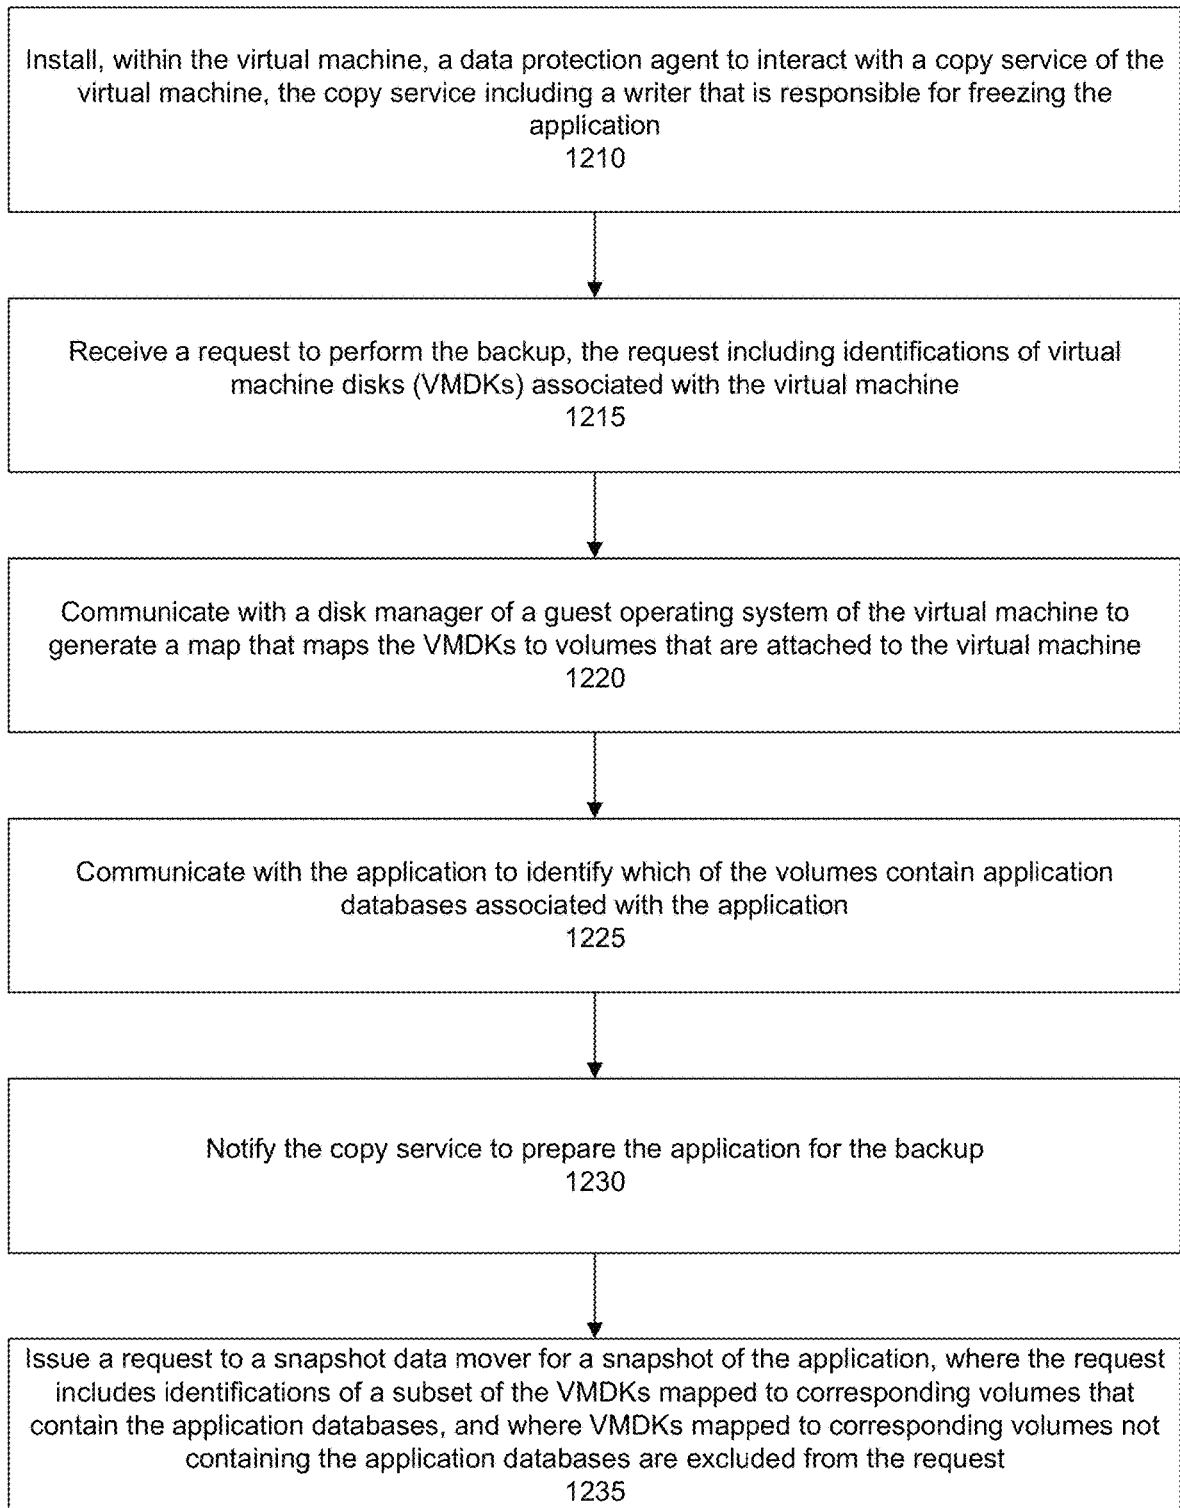 Install, within the virtual machine, a data protection agent to interact with a copy service of the
virtual machine, the copy service including a writer that is responsible for freezing the
application
1210
Receive a request to perform the backup, the request including identifications of virtual
machine disks (VMDKs) associated with the virtual machine
1215
Communicate with a disk manager of a guest operating system of the virtual machine to
generate a map that maps the VMDKs to volumes that are attached to the virtual machine
1220
Communicate with the application to identify which of the volumes contain application
databases associated with the application
1225
Notify the copy service to prepare the application for the backup
1230
Issue a request to a snapshot data mover for a snapshot of the application, where the request
includes identifications of a subset of the VMDKs mapped to corresponding volumes that
contain the application databases, and where VMDKs mapped to corresponding volumes not
containing the application databases are excluded from the request
1235